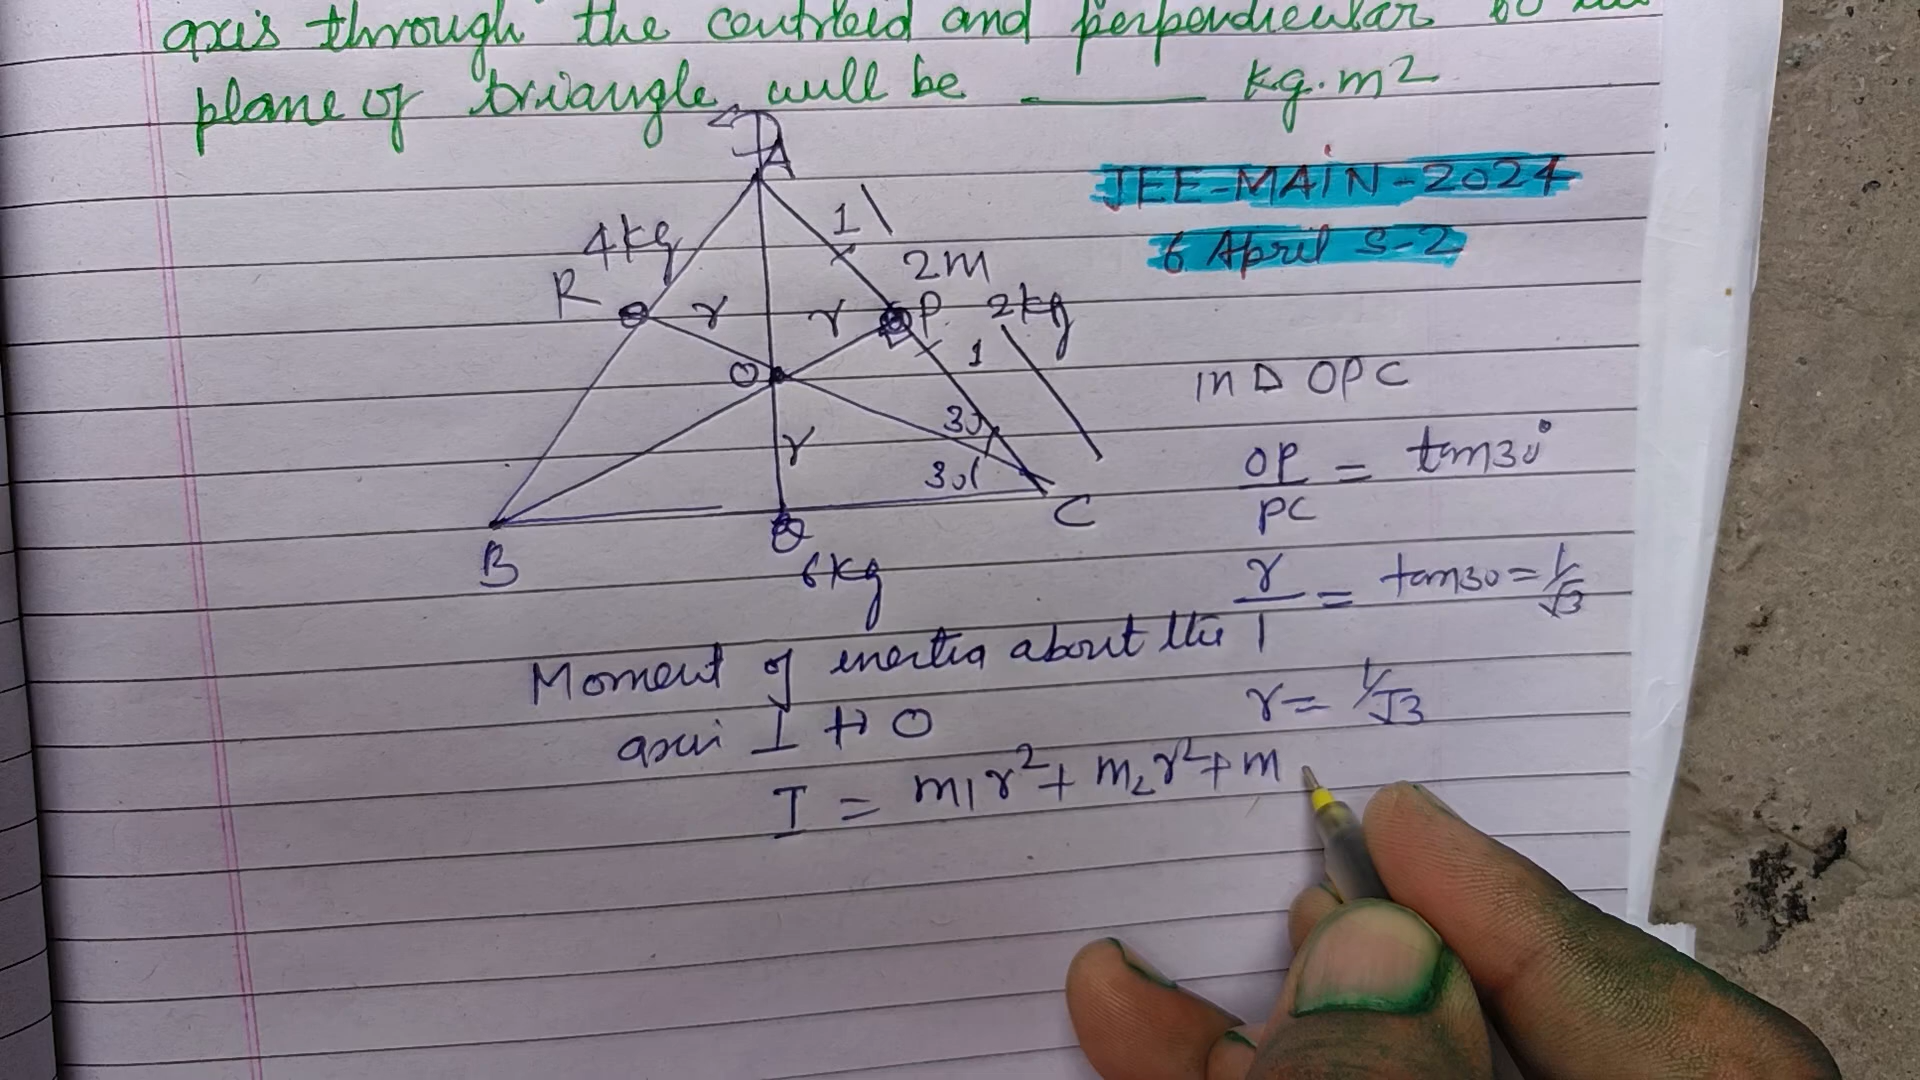 axis through the centroid and perpendicular to
plane of triangle will be ______ kg.m2
JEE-MAIN-2024
6 April S-2
A
4kg
1
2m
R
r
r
P
2kg
1
O
in Δ OPC
30
r
30
OP/PC = tan30°
C
Q
B
6kg
r/1 = tan30 = 1/√3
Moment of inertia about the
r = 1/√3
axis I to O
I = m1r2 + m2r2 + m